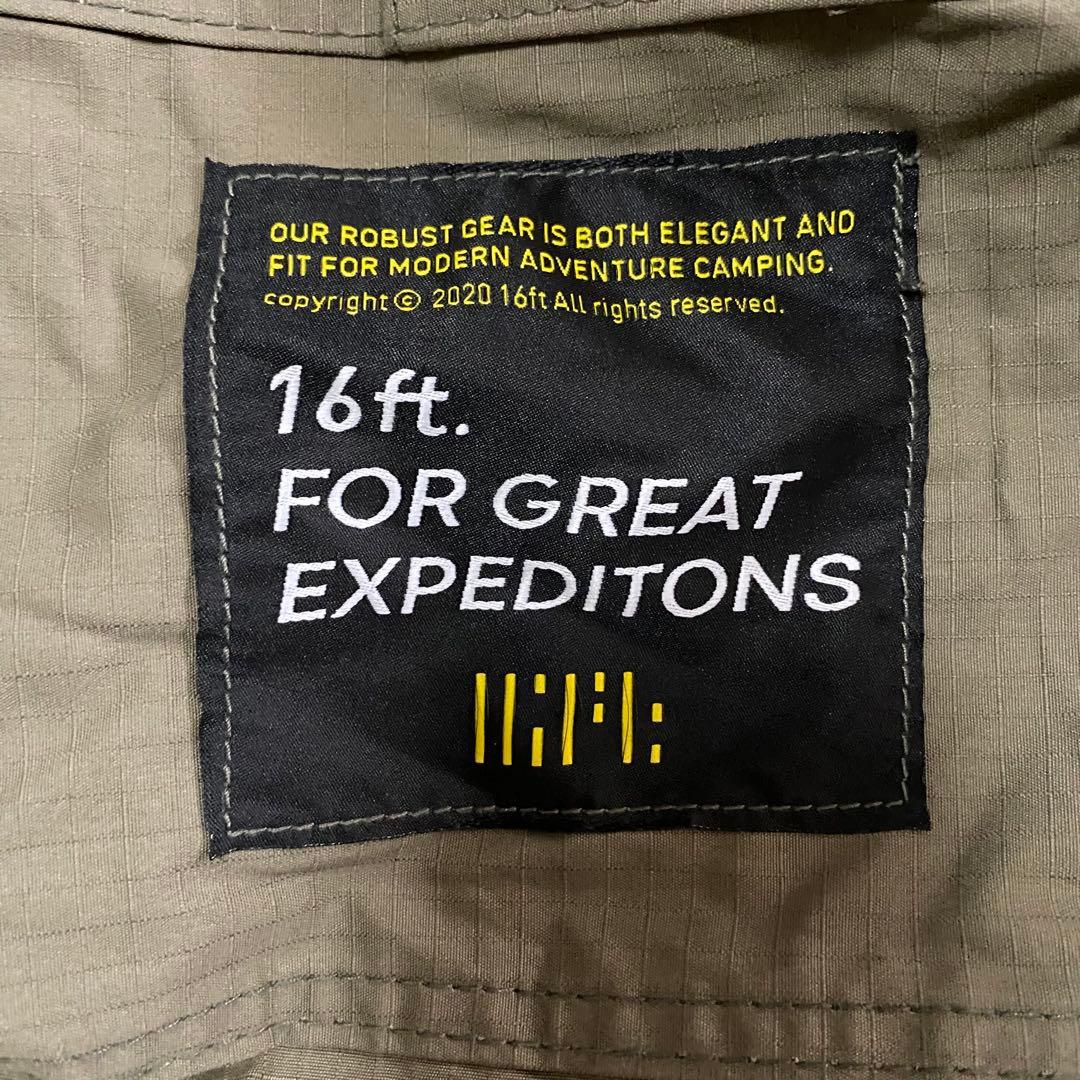 OUR ROBUST GEAR IS BOTH ELEGANT AND
FIT FOR MODERN ADVENTURE CAMPING.
copyright © 2020 16ft All rights reserved.
16ft.
FOR GREAT
EXPEDITONS